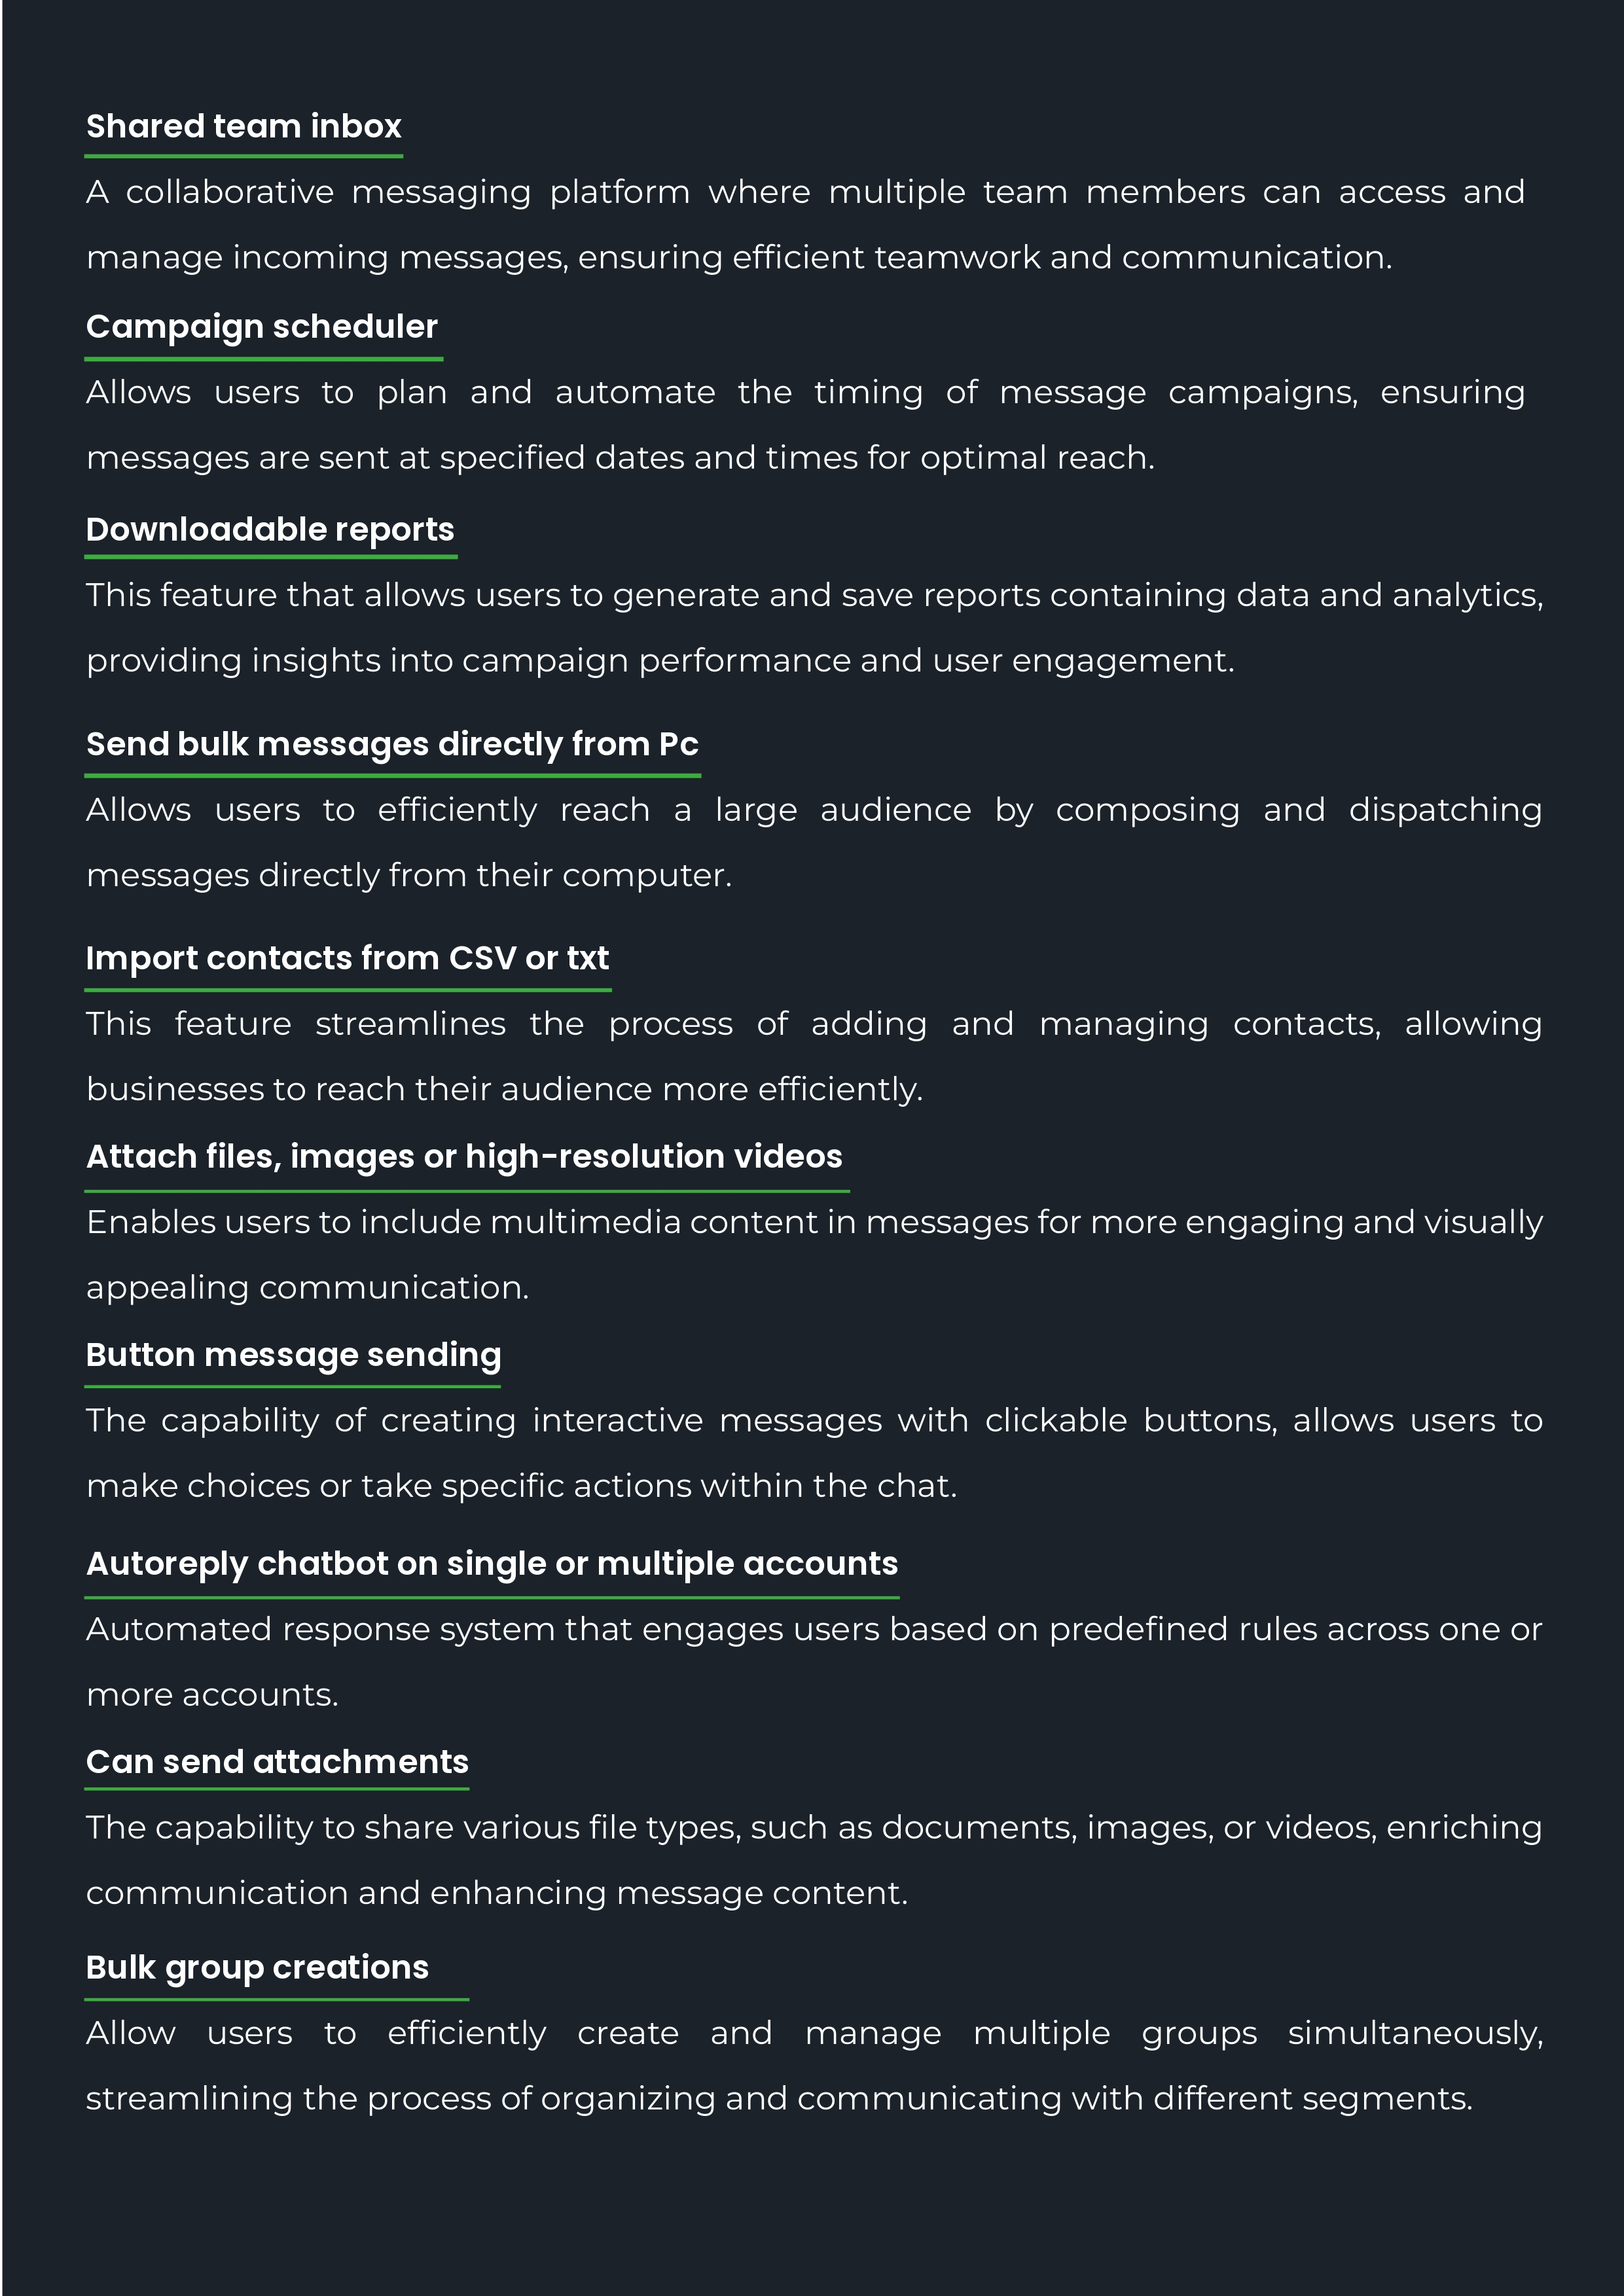 Shared team inbox
A collaborative messaging platform where multiple team members can access and
manage incoming messages, ensuring efficient teamwork and communication.
Campaign scheduler
Allows users to plan and automate the timing of message campaigns, ensuring
messages are sent at specified dates and times for optimal reach.
Downloadable reports
This feature that allows users to generate and save reports containing data and analytics,
providing insights into campaign performance and user engagement.
Send bulk messages directly from Pc
Allows users to efficiently reach a large audience by composing and dispatching
messages directly from their computer.
Import contacts from CSV or txt
This feature streamlines the process of adding and managing contacts, allowing
businesses to reach their audience more efficiently.
Attach files, images or high-resolution videos
Enables users to include multimedia content in messages for more engaging and visually
appealing communication.
Button message sending
The capability of creating interactive messages with clickable buttons, allows users to
make choices or take specific actions within the chat.
Autoreply chatbot on single or multiple accounts
Automated response system that engages users based on predefined rules across one or
more accounts.
Can send attachments
The capability to share various file types, such as documents, images, or videos, enriching
communication and enhancing message content.
Bulk group creations
Allow users to efficiently create and manage multiple groups simultaneously,
streamlining the process of organizing and communicating with different segments.